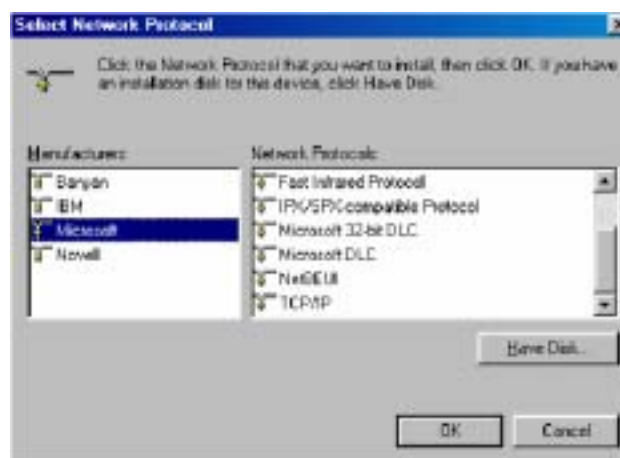 Select Network Protocol
Click the Network Protocol that you want to install, then click OK. If you have
an installation disk for this device, click Have Disk.
Manufacturers:
Network Protocols:
Banyan
IBM
Microsoft
Novell
Fast Infrared Protocol
IPX/SPX-compatible Protocol
Microsoft 32-bit DLC
Microsoft DLC
NetBEUI
TCP/IP
Have Disk...
OK
Cancel